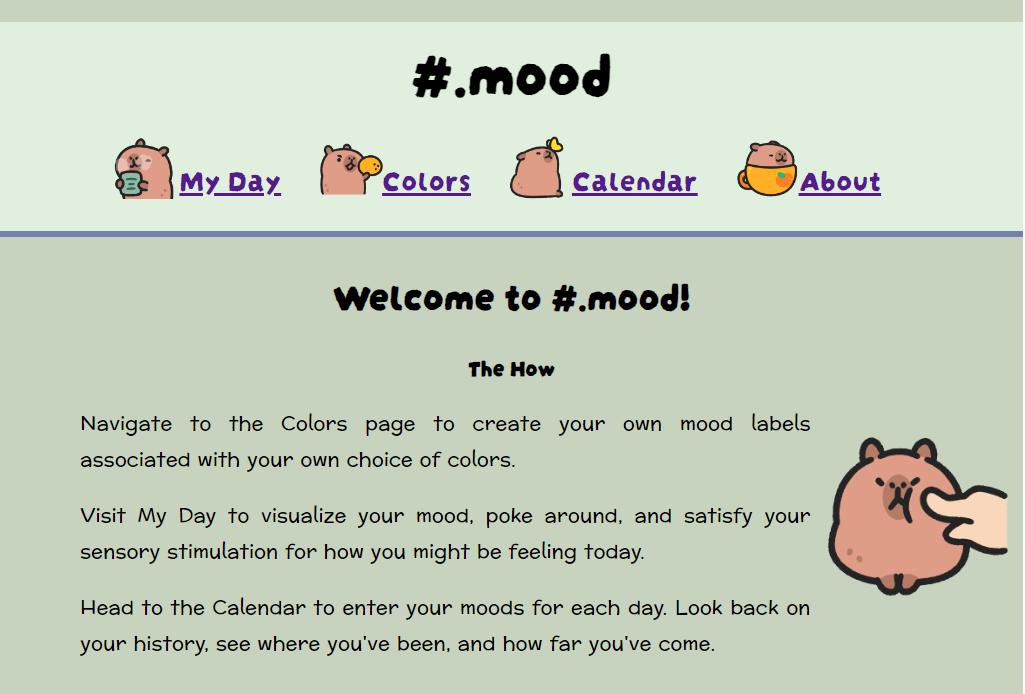 #.mood
My Day Colors Calendar About
Welcome to #.mood!
The How
Navigate to the Colors page to create your own mood labels
associated with your own choice of colors.
Visit My Day to visualize your mood, poke around, and satisfy your
sensory stimulation for how you might be feeling today.
Head to the Calendar to enter your moods for each day. Look back on
your history, see where you've been, and how far you've come.